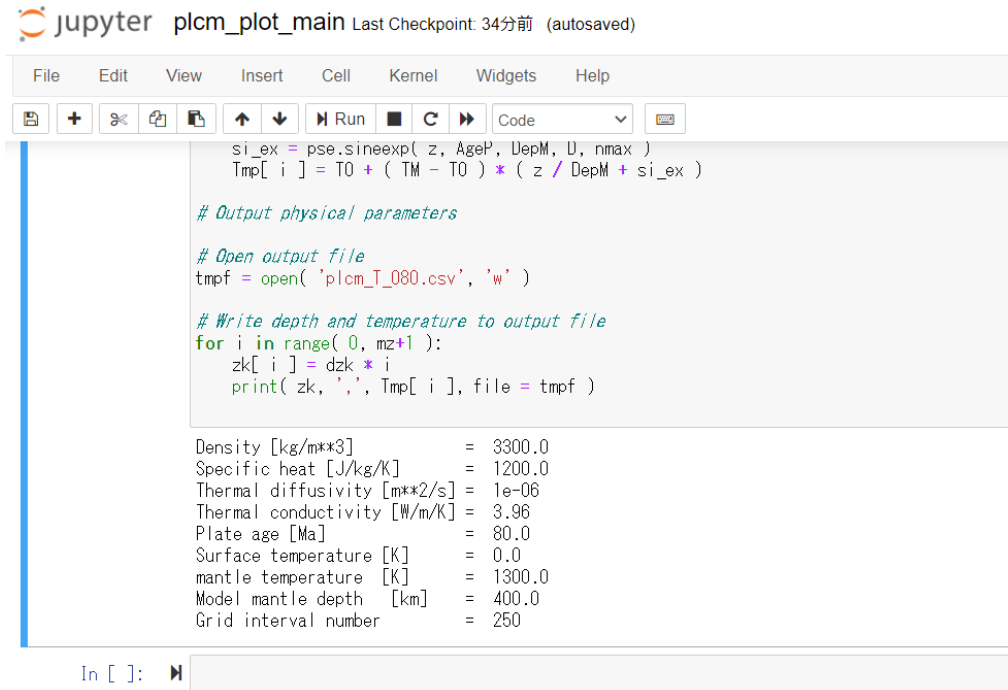 jupyter plcm_plot_main Last Checkpoint: 34分前 (autosaved)
File Edit View Insert Cell Kernel Widgets Help
Run Code
si_ex = pse.sineexp( z, AgeP, DepM, D, nmax )
Tmp[ i ] = T0 + ( TM - T0 ) * ( z / DepM + si_ex )
# Output physical parameters
# Open output file
tmpf = open( 'plcm_T_080.csv', 'w' )
# Write depth and temperature to output file
for i in range( 0, mz+1 ):
zk[ i ] = dzk * i
print( zk, ',', Tmp[ i ], file = tmpf )
Density [kg/m**3] = 3300.0
Specific heat [J/kg/K] = 1200.0
Thermal diffusivity [m**2/s] = 1e-06
Thermal conductivity [W/m/K] = 3.96
Plate age [Ma] = 80.0
Surface temperature [K] = 0.0
mantle temperature [K] = 1300.0
Model mantle depth [km] = 400.0
Grid interval number = 250
In [ ]: